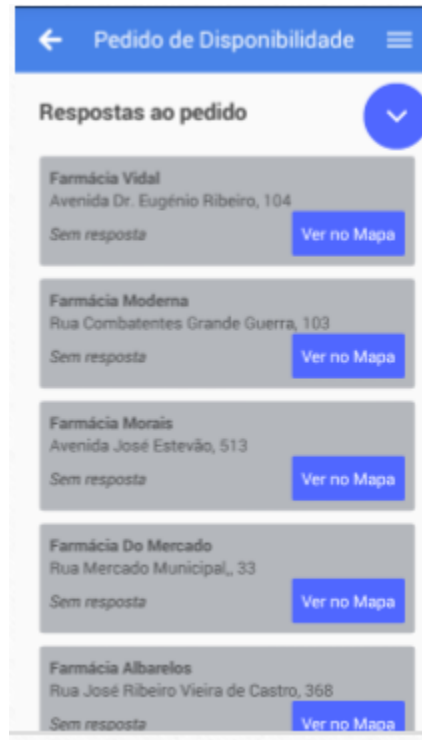 Pedido de Disponibilidade
Respostas ao pedido
Farmácia Vidal
Avenida Dr. Eugénio Ribeiro, 104
Sem resposta
Ver no Mapa
Farmácia Moderna
Rua Combatentes Grande Guerra, 103
Sem resposta
Ver no Mapa
Farmácia Morais
Avenida José Estevão, 513
Sem resposta
Ver no Mapa
Farmácia Do Mercado
Rua Mercado Municipal,, 33
Sem resposta
Ver no Mapa
Farmácia Albarelos
Rua José Ribeiro Vieira de Castro, 368
Sem resposta
Ver no Mapa